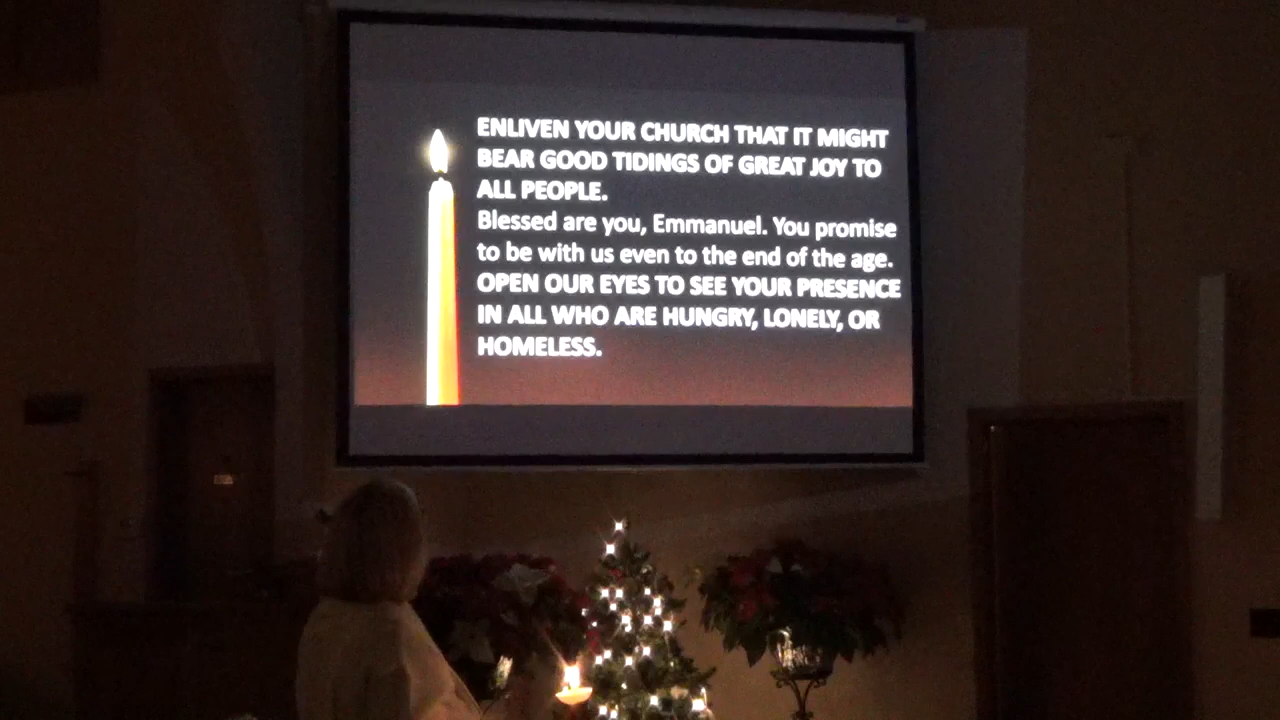 ENLIVEN YOUR CHURCH THAT IT MIGHT
BEAR GOOD TIDINGS OF GREAT JOY TO
ALL PEOPLE.
Blessed are you, Emmanuel. You promise
to be with us even to the end of the age.
OPEN OUR EYES TO SEE YOUR PRESENCE
IN ALL WHO ARE HUNGRY, LONELY, OR
HOMELESS.